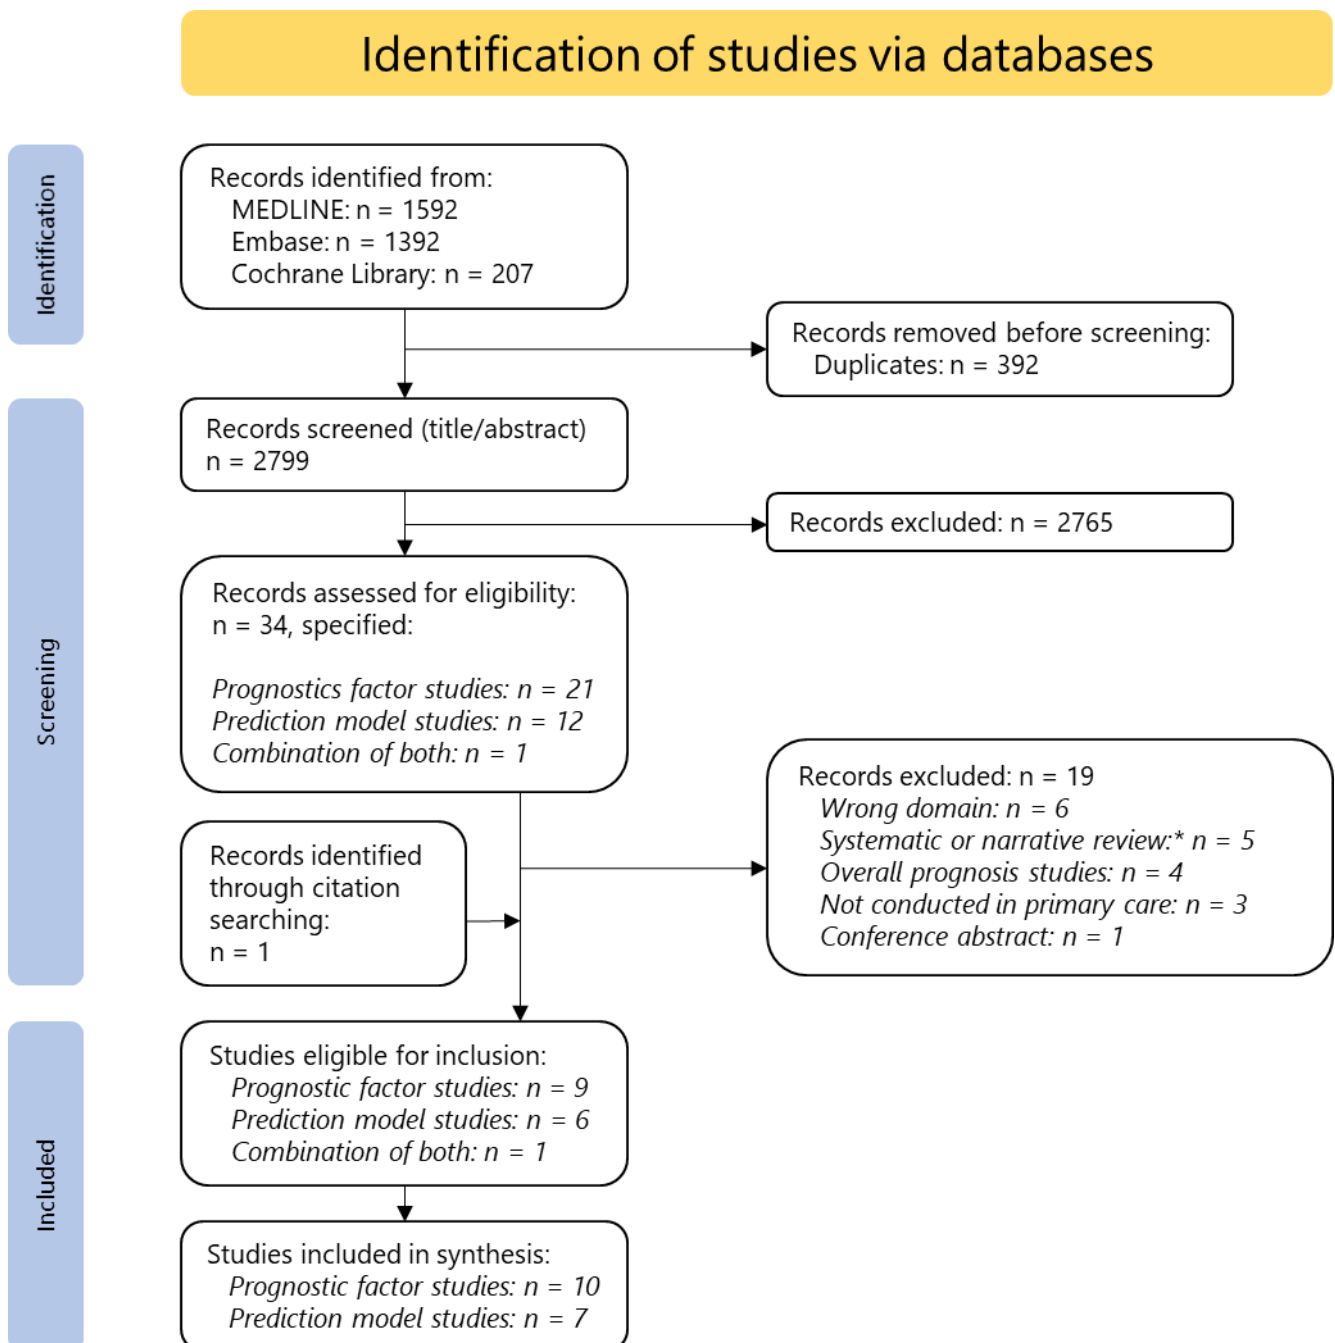 Identification of studies via databases
Identification
Records identified from:
MEDLINE: n = 1592
Embase: n = 1392
Cochrane Library: n = 207
Records removed before screening:
Duplicates: n = 392
Screening
Records screened (title/abstract)
n = 2799
Records excluded: n = 2765
Records assessed for eligibility:
n = 34, specified:
Prognostics factor studies: n = 21
Prediction model studies: n = 12
Combination of both: n = 1
Records excluded: n = 19
Wrong domain: n = 6
Systematic or narrative review:* n = 5
Overall prognosis studies: n = 4
Not conducted in primary care: n = 3
Conference abstract: n = 1
Records identified
through citation
searching:
n = 1
Included
Studies eligible for inclusion:
Prognostic factor studies: n = 9
Prediction model studies: n = 6
Combination of both: n = 1
Studies included in synthesis:
Prognostic factor studies: n = 10
Prediction model studies: n = 7